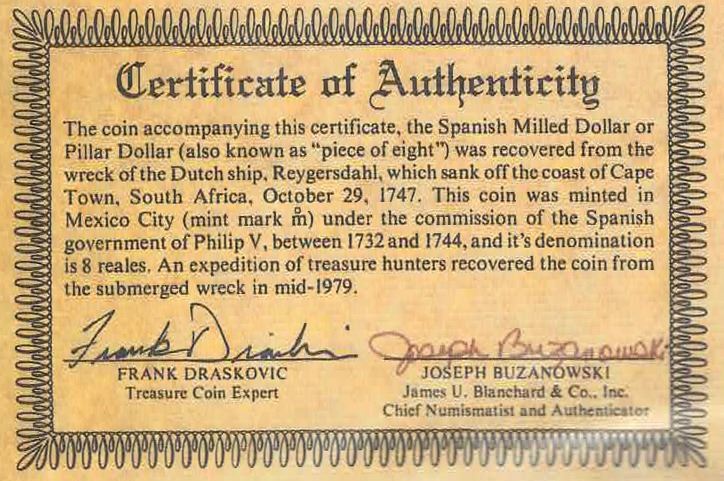 Certificate of Authenticity
The coin accompanying this certificate, the Spanish Milled Dollar or
Pillar Dollar (also known as "piece of eight") was recovered from the
wreck of the Dutch ship, Reygersdahl, which sank off the coast of Cape
Town, South Africa, October 29, 1747. This coin was minted in
Mexico City (mint mark m̊) under the commission of the Spanish
government of Philip V, between 1732 and 1744, and it's denomination
is 8 reales. An expedition of treasure hunters recovered the coin from
the submerged wreck in mid-1979.
Frank Draskovic
Joseph Buzanowski
FRANK DRASKOVIC
Treasure Coin Expert
JOSEPH BUZANOWSKI
James U. Blanchard & Co., Inc.
Chief Numismatist and Authenticator